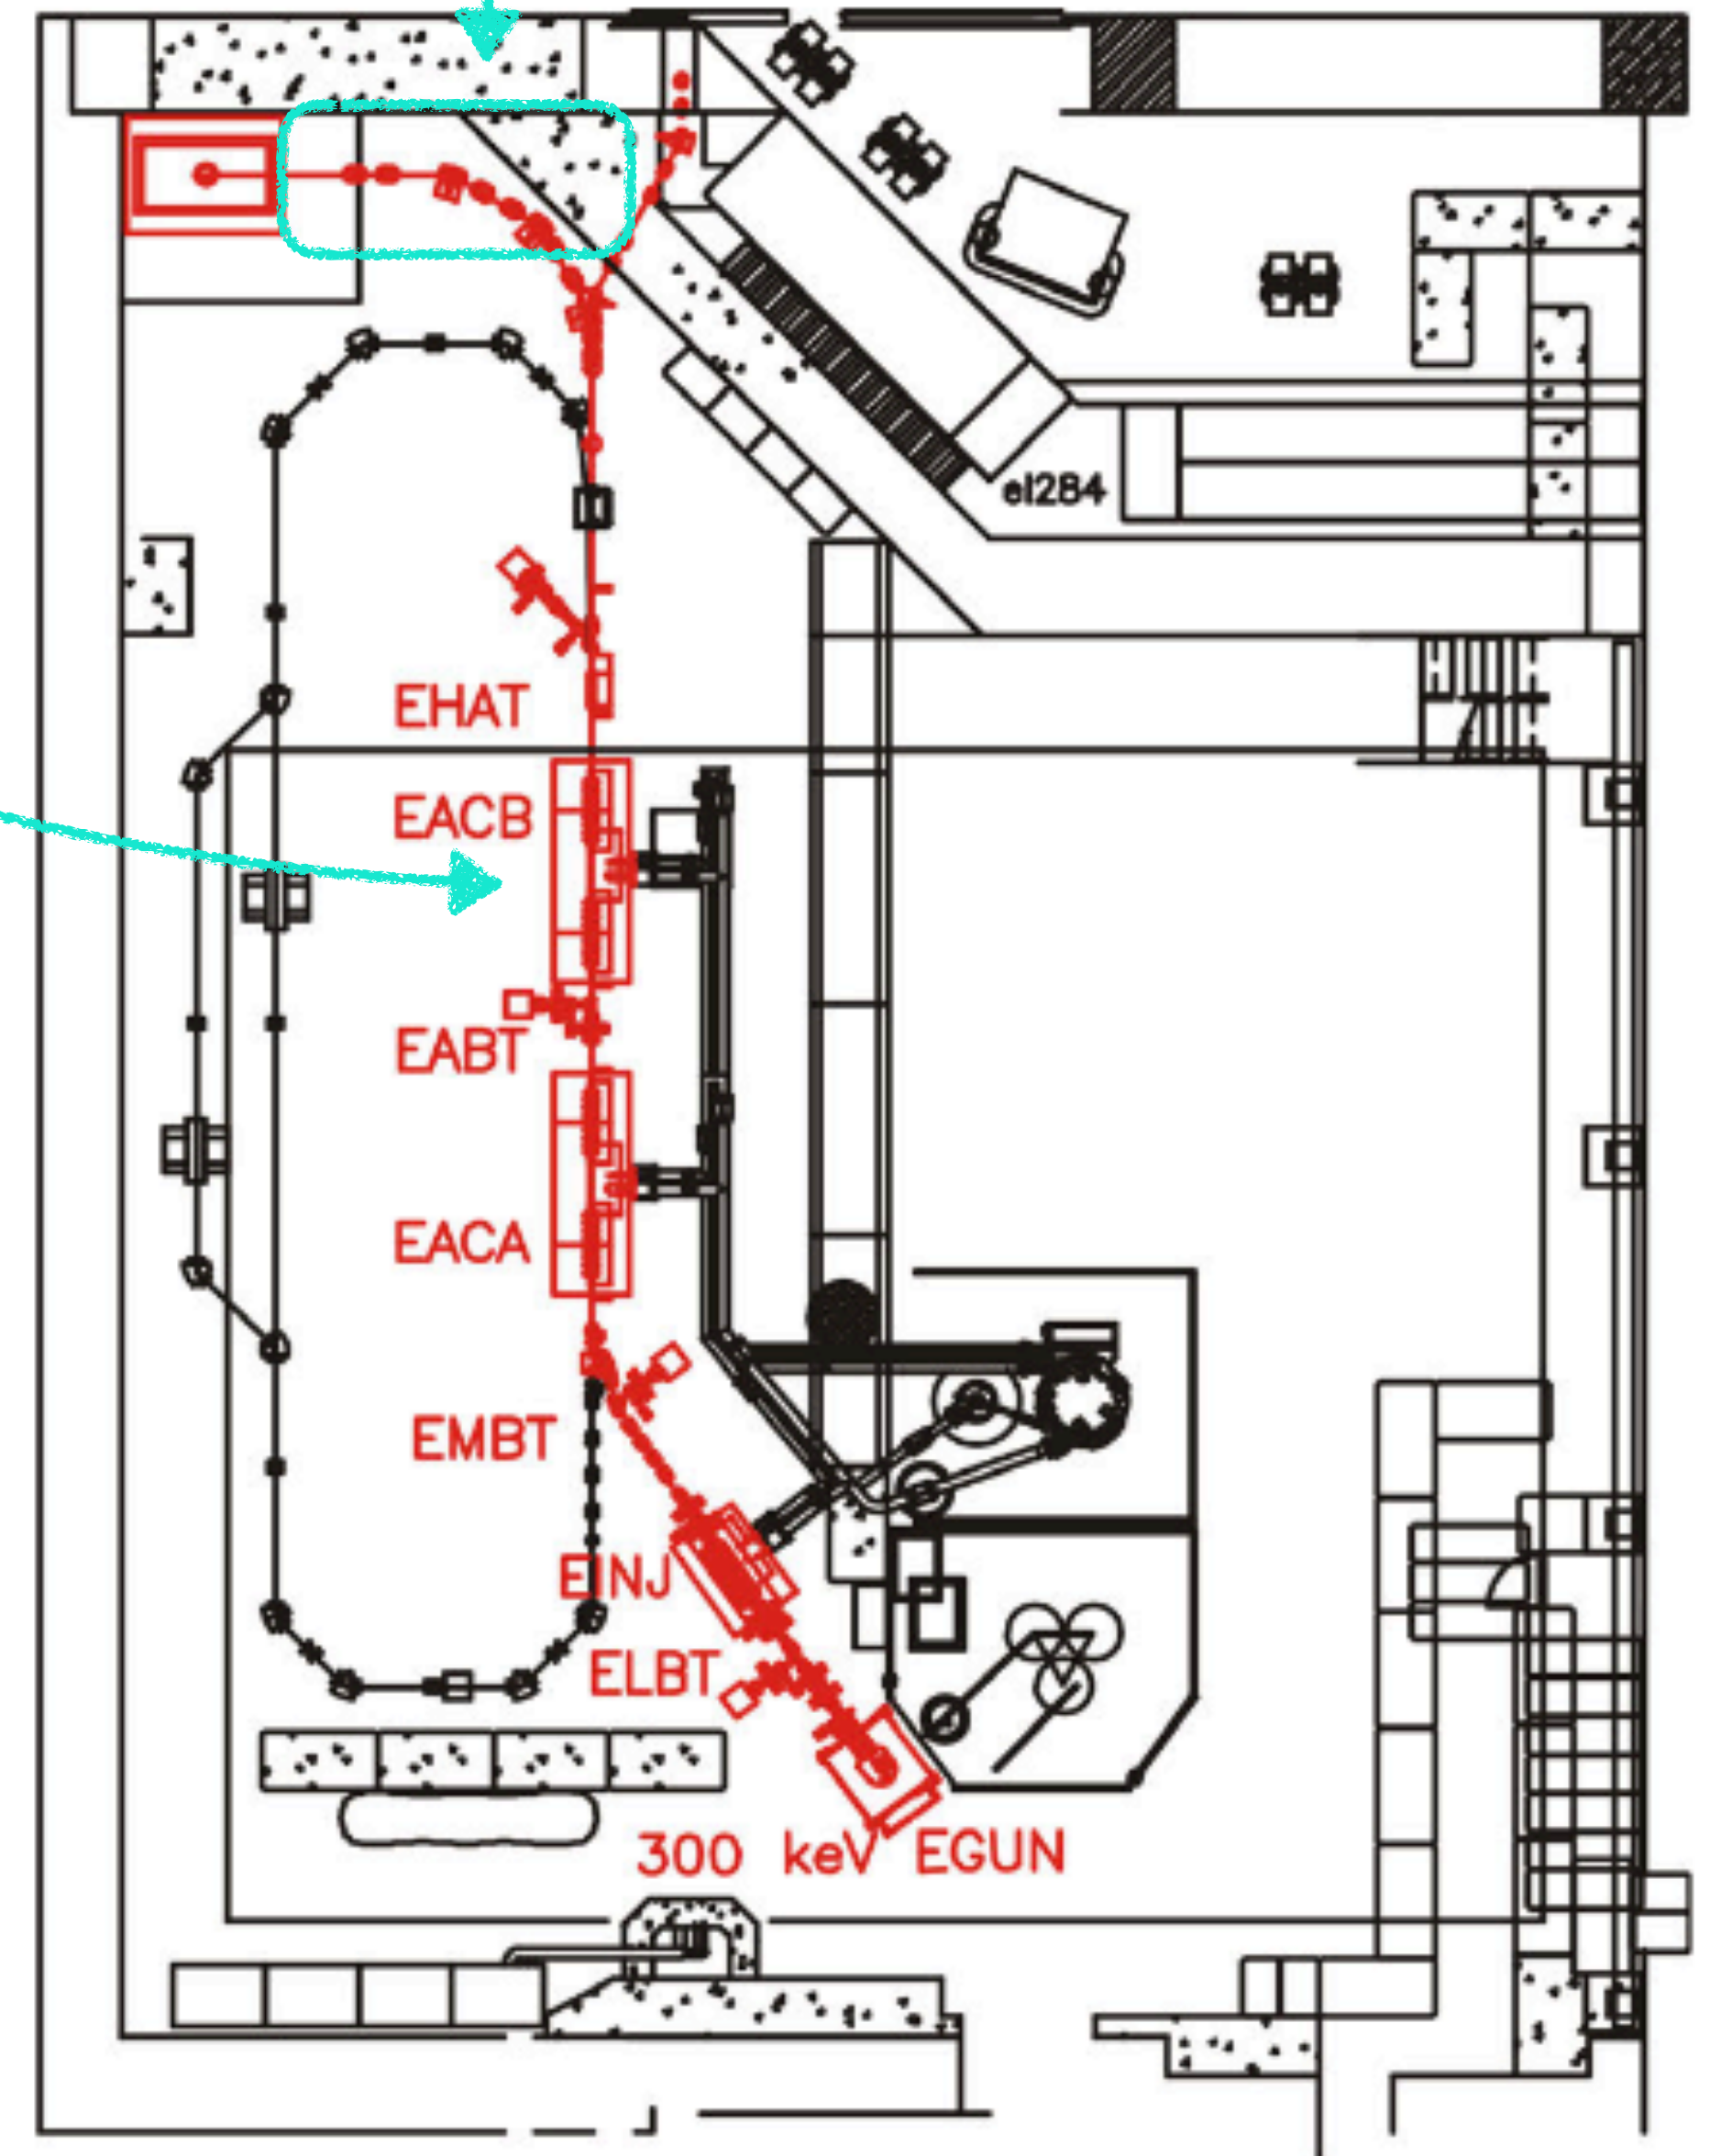 el284
EHAT
EACB
EABT
EACA
EMBT
EINJ
ELBT
300 keV EGUN